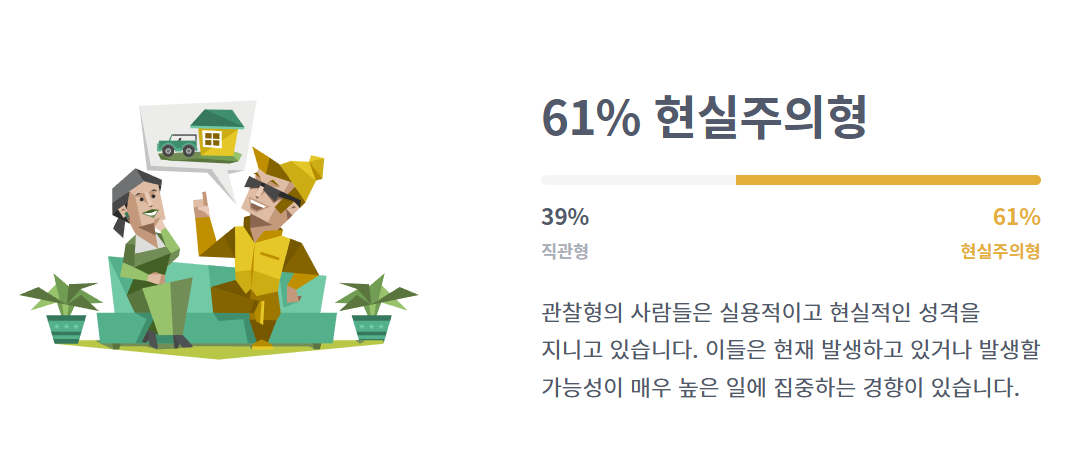 61% 현실주의형
39%
61%
직관형
현실주의형
관찰형의 사람들은 실용적이고 현실적인 성격을
지니고 있습니다. 이들은 현재 발생하고 있거나 발생할
가능성이 매우 높은 일에 집중하는 경향이 있습니다.